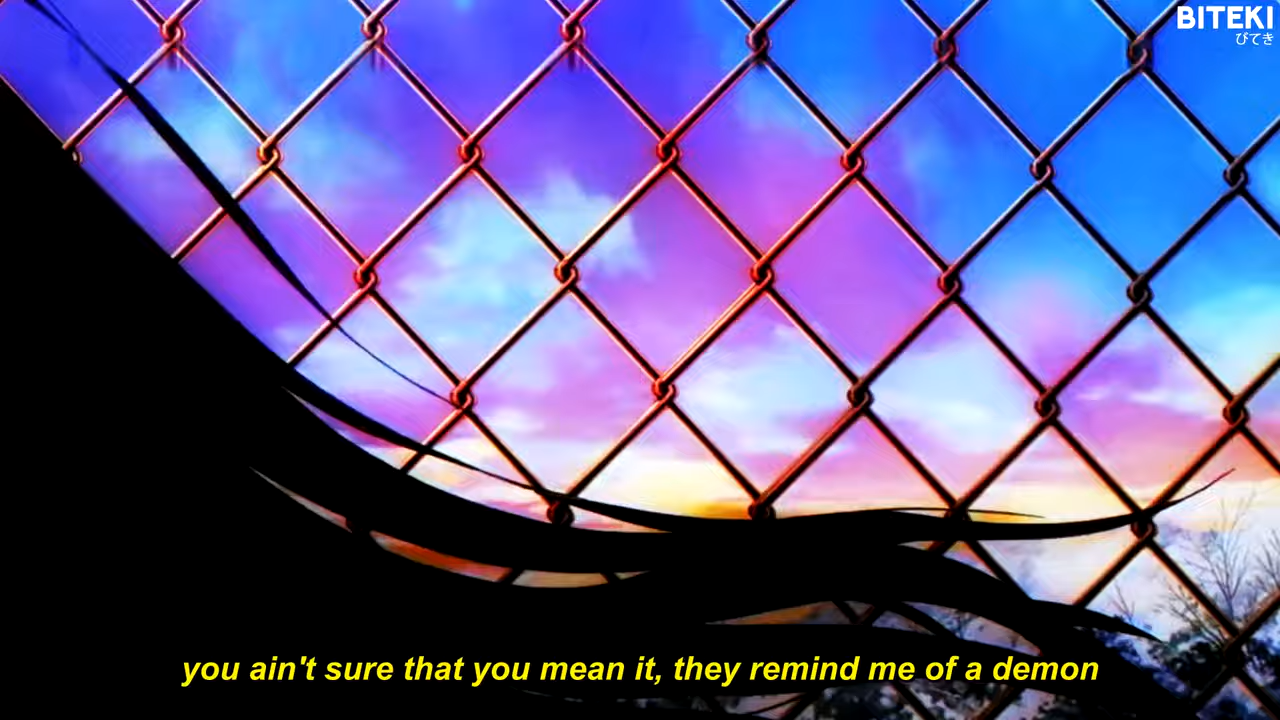 BITEKI
びてき
you ain't sure that you mean it, they remind me of a demon